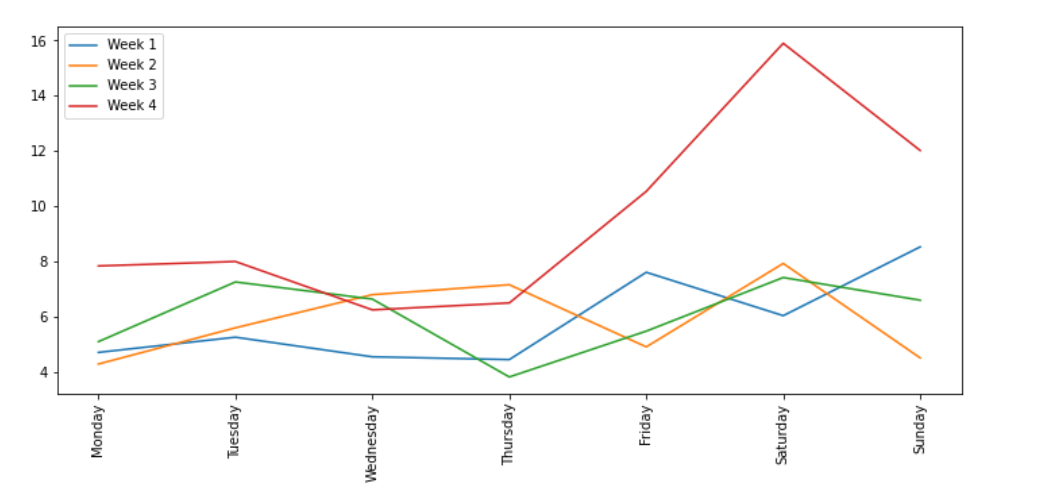 Week 1
Week 2
Week 3
Week 4
16
14
12
10
8
6
4
Monday
Tuesday
Wednesday
Thursday
Friday
Saturday
Sunday